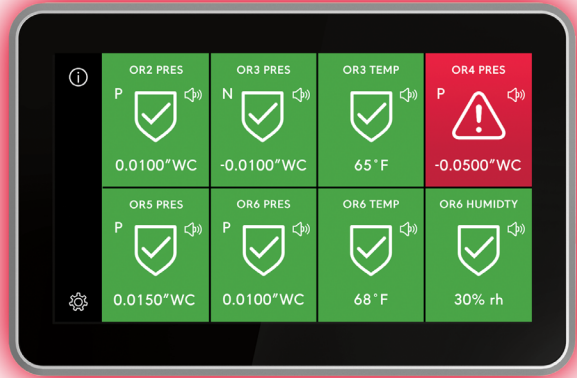 OR2 PRES
P
0.0100"WC
OR3 PRES
N
-0.0100"WC
OR3 TEMP
65°F
OR4 PRES
P
-0.0500"WC
OR5 PRES
P
0.0150"WC
OR6 PRES
P
0.0100"WC
OR6 TEMP
68°F
OR6 HUMIDTY
30% rh